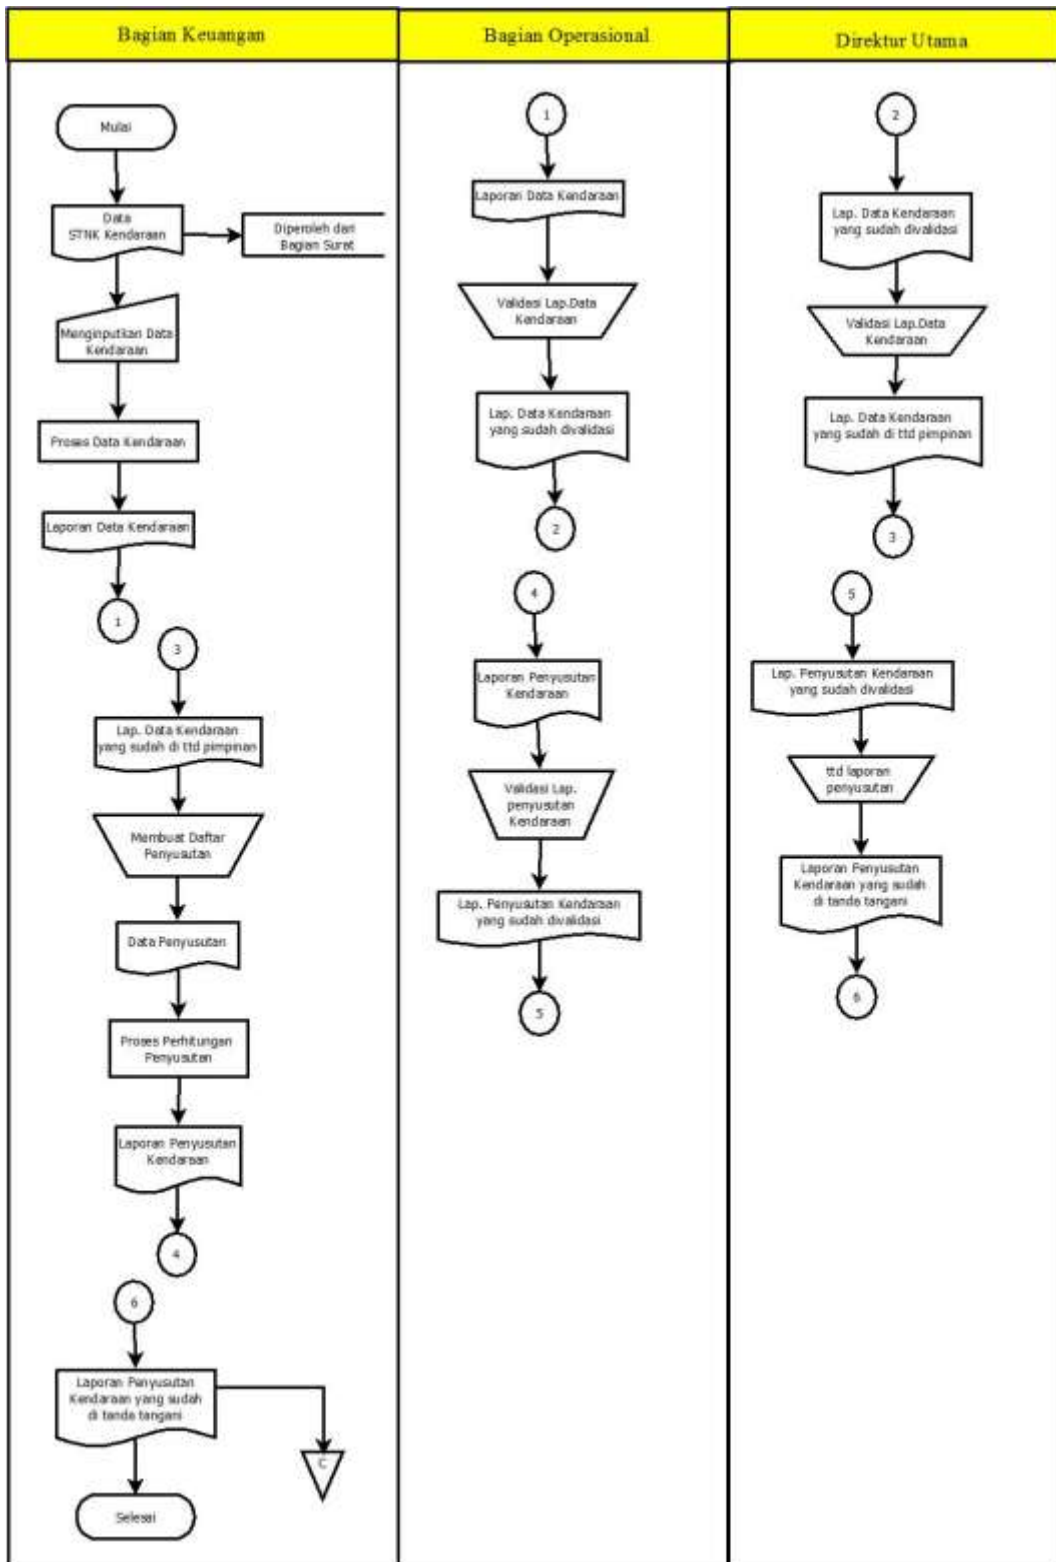 Bagian Keuangan
Bagian Operasional
Direktur Utama
Mulai
Data
STNK Kendaraan
Diperoleh dari
Bagian Surat
Menginputkan Data
Kendaraan
Proses Data Kendaraan
Laporan Data Kendaraan
1
3
Lap. Data Kendaraan
yang sudah di ttd pimpinan
Membuat Daftar
Penyusutan
Data Penyusutan
Proses Perhitungan
Penyusutan
Laporan Penyusutan
Kendaraan
4
6
Laporan Penyusutan
Kendaraan yang sudah
di tanda tangani
C
Selesai
1
Laporan Data Kendaraan
Validasi Lap.Data
Kendaraan
Lap. Data Kendaraan
yang sudah divalidasi
2
4
Laporan Penyusutan
Kendaraan
Validasi Lap.
penyusutan
Kendaraan
Lap. Penyusutan Kendaraan
yang sudah divalidasi
5
2
Lap. Data Kendaraan
yang sudah divalidasi
Validasi Lap.Data
Kendaraan
Lap. Data Kendaraan
yang sudah di ttd pimpinan
3
5
Lap. Penyusutan Kendaraan
yang sudah divalidasi
ttd laporan
penyusutan
Laporan Penyusutan
Kendaraan yang sudah
di tanda tangani
6